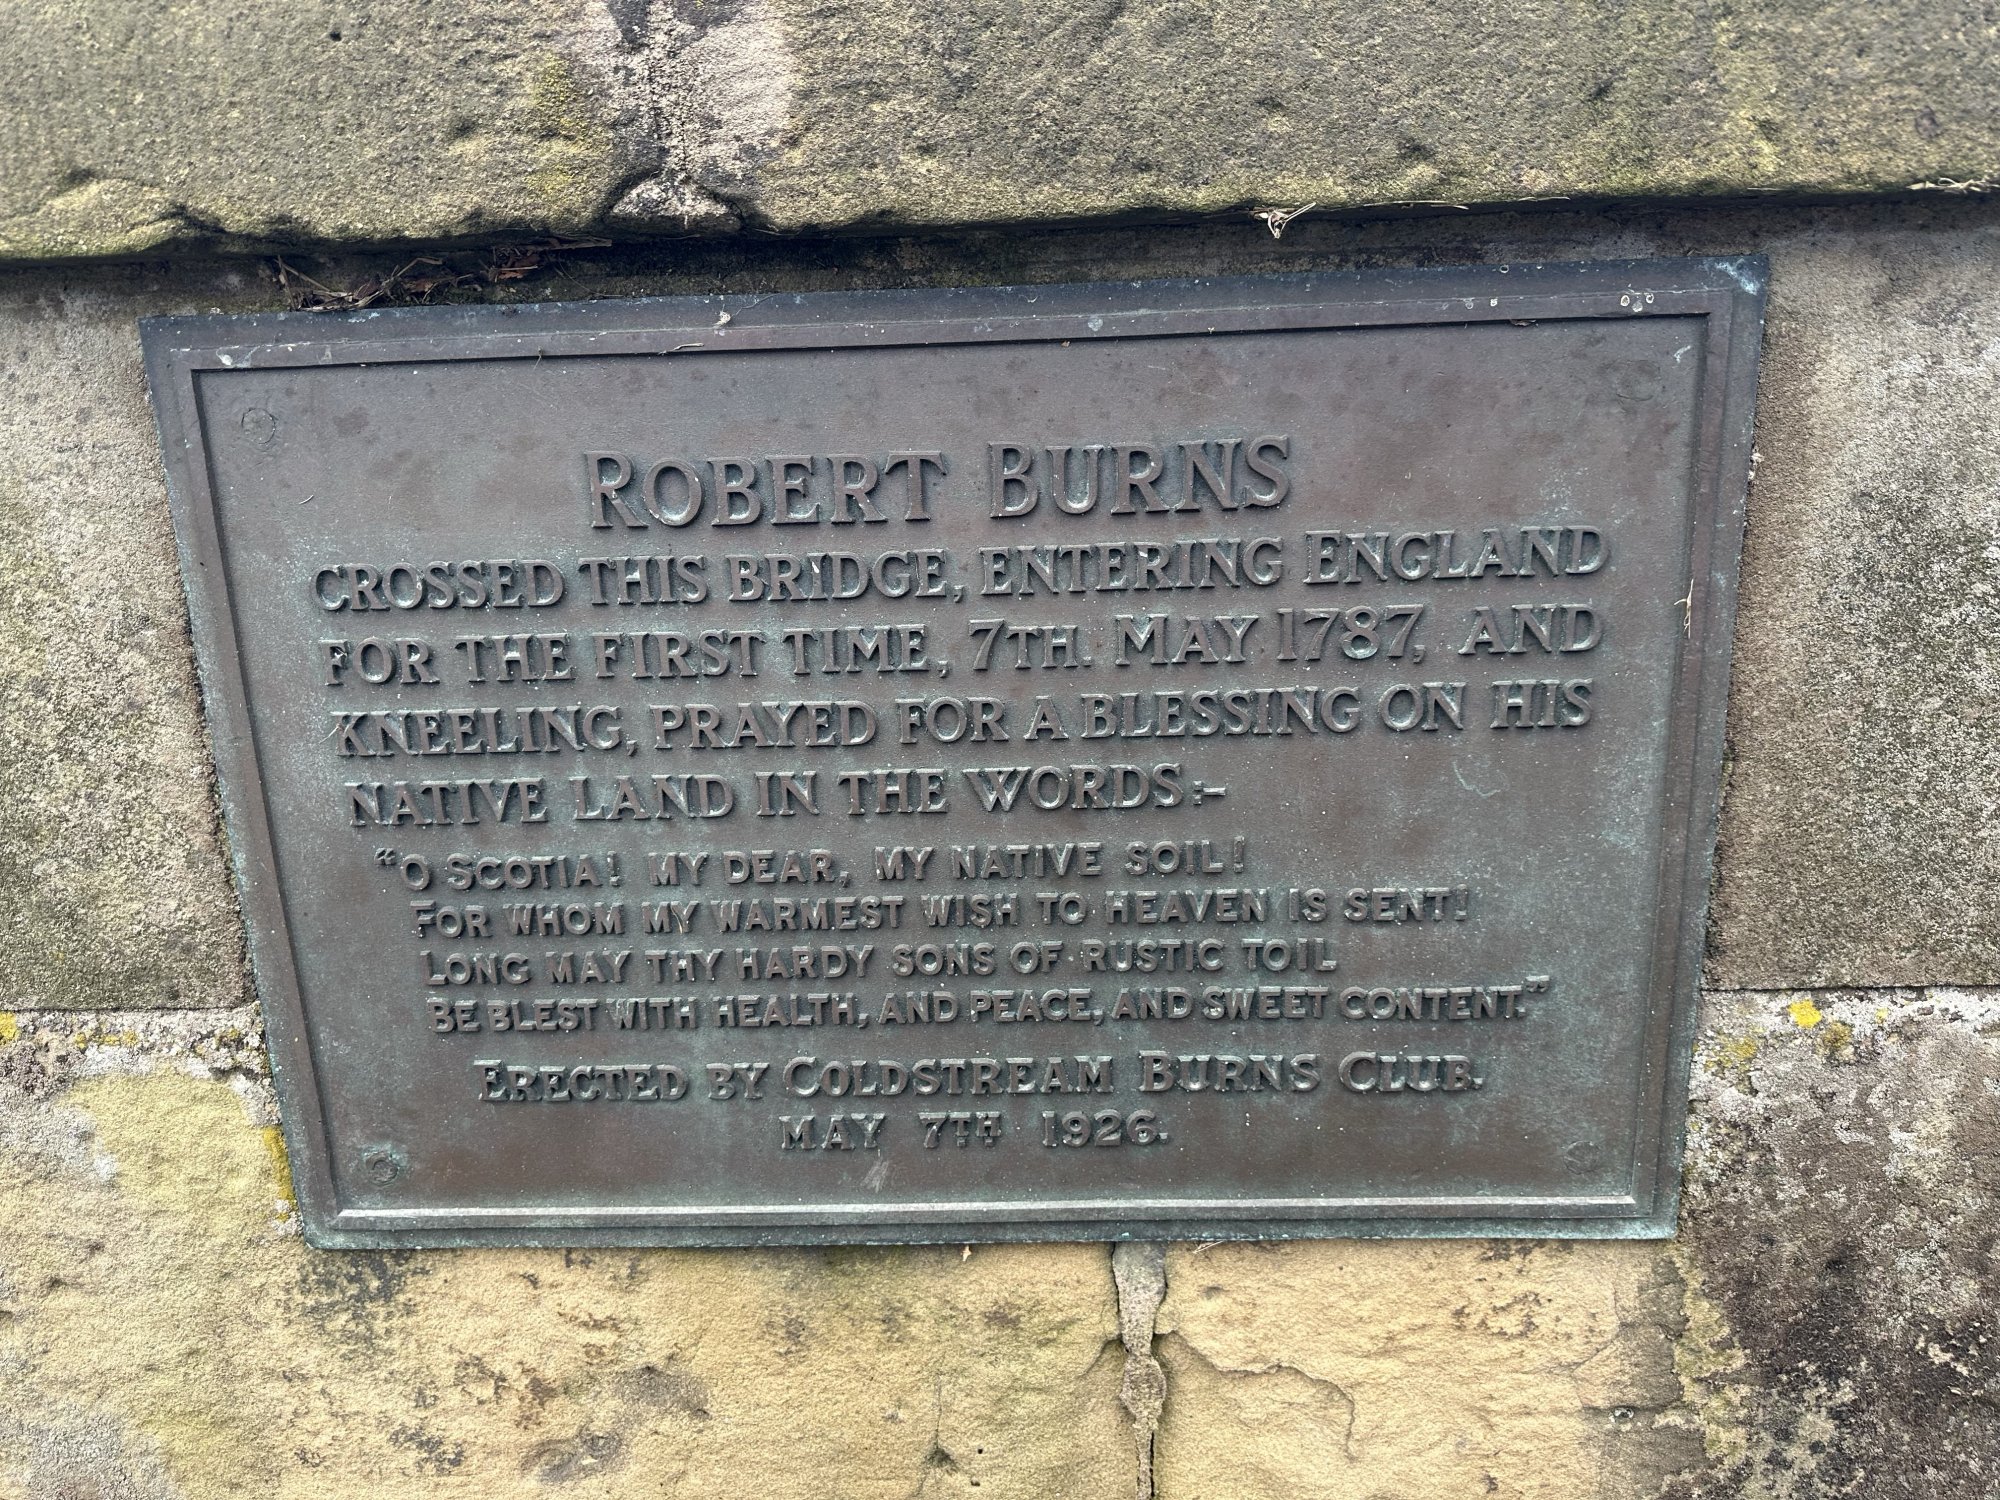 ROBERT BURNS
CROSSED THIS BRIDGE, ENTERING ENGLAND
FOR THE FIRST TIME, 7TH. MAY 1787, AND
KNEELING, PRAYED FOR A BLESSING ON HIS
NATIVE LAND IN THE WORDS:-
"O SCOTIA! MY DEAR, MY NATIVE SOIL!
FOR WHOM MY WARMEST WISH TO HEAVEN IS SENT!
LONG MAY THY HARDY SONS OF RUSTIC TOIL
BE BLEST WITH HEALTH, AND PEACE, AND SWEET CONTENT."
ERECTED BY COLDSTREAM BURNS CLUB.
MAY 7TH 1926.